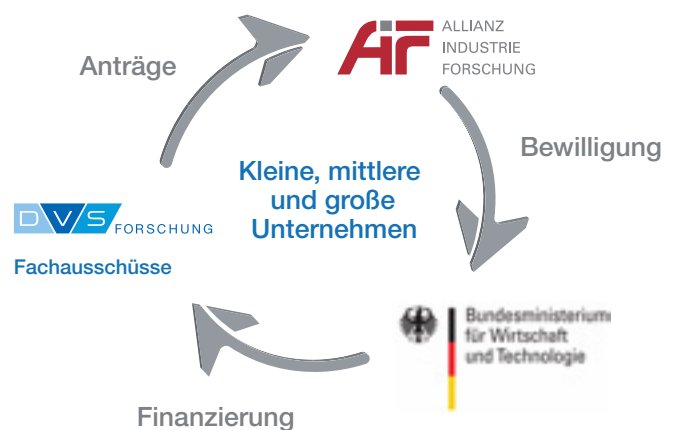 Anträge
AiF
ALLIANZ
INDUSTRIE
FORSCHUNG
Bewilligung
Kleine, mittlere
und große
Unternehmen
DVS FORSCHUNG
Fachausschüsse
Bundesministerium
für Wirtschaft
und Technologie
Finanzierung